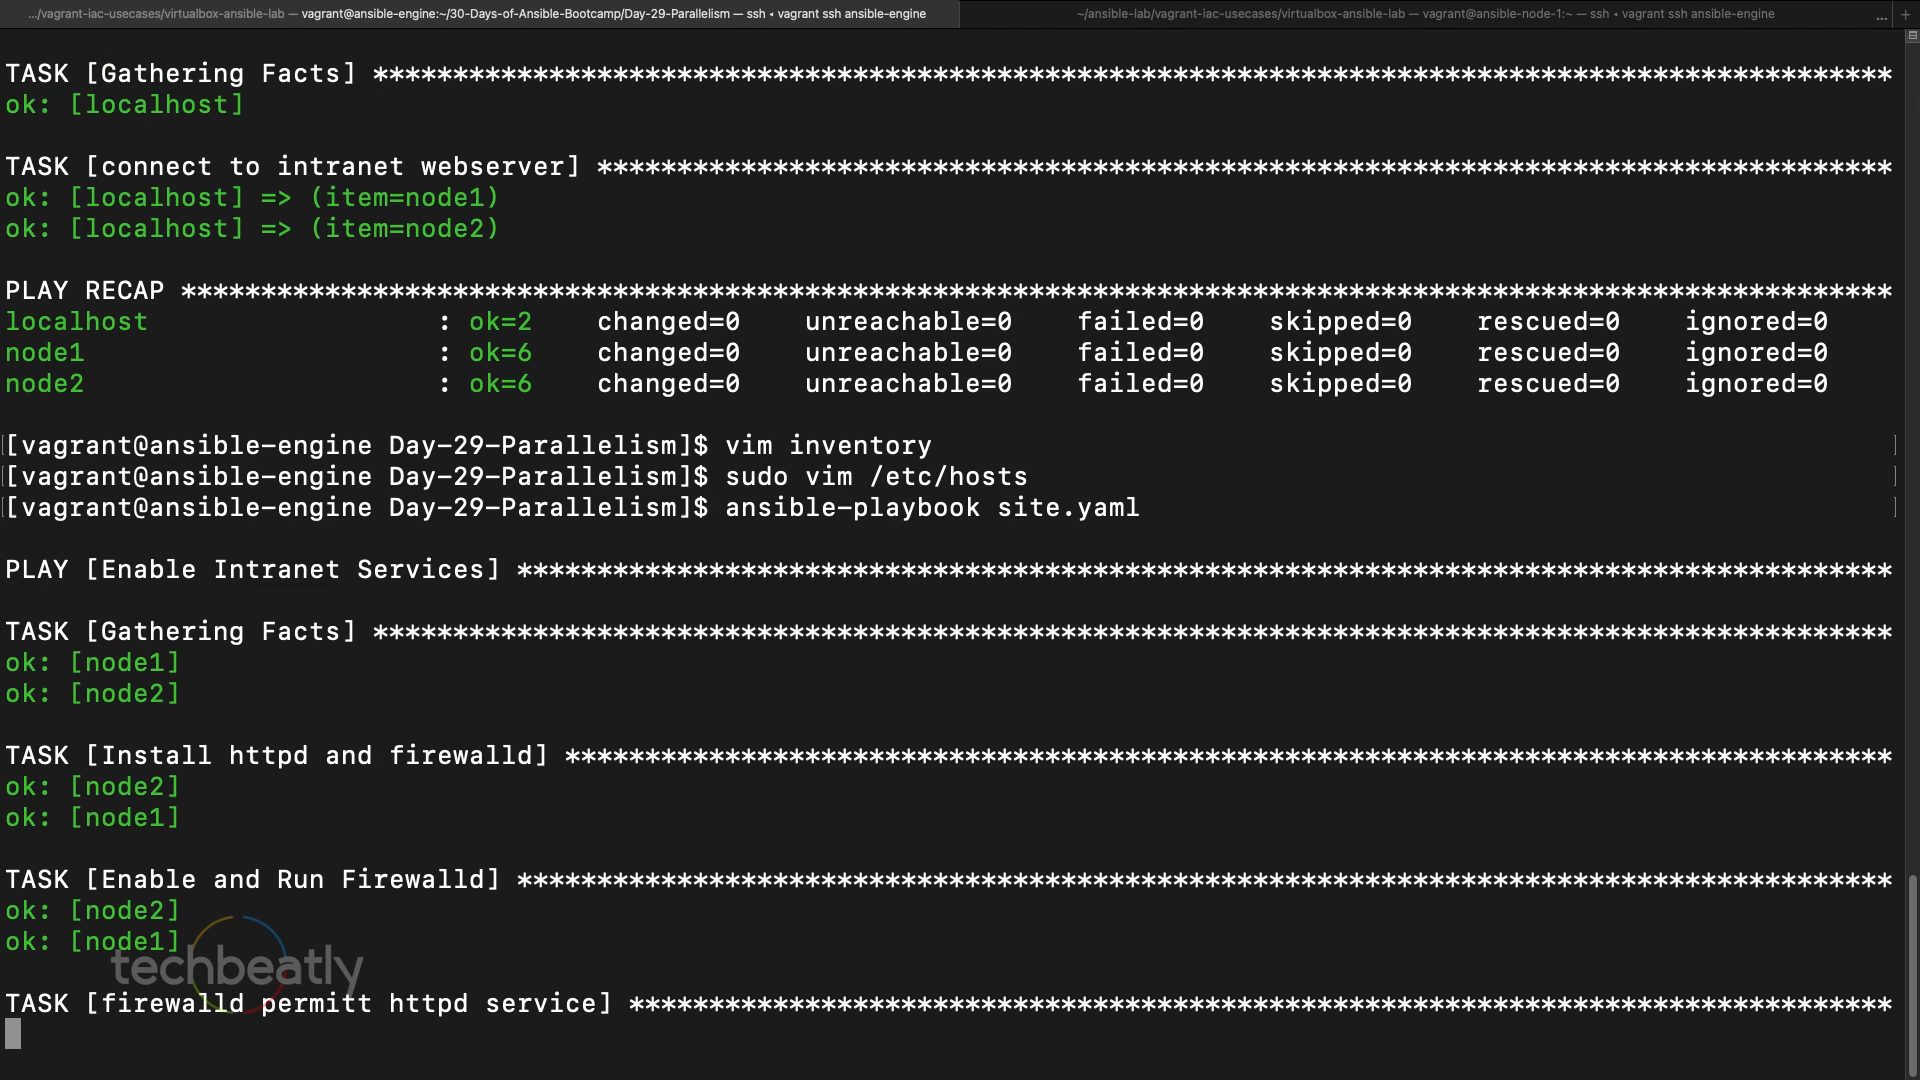 .../vagrant-iac-usecases/virtualbox-ansible-lab — vagrant@ansible-engine:~/30-Days-of-Ansible-Bootcamp/Day-29-Parallelism — ssh ◂ vagrant ssh ansible-engine
~/ansible-lab/vagrant-iac-usecases/virtualbox-ansible-lab — vagrant@ansible-node-1:~ — ssh ◂ vagrant ssh ansible-engine ... +
TASK [Gathering Facts] ***********************************************************************************************
ok: [localhost]
TASK [connect to intranet webserver] *********************************************************************************
ok: [localhost] => (item=node1)
ok: [localhost] => (item=node2)
PLAY RECAP ***********************************************************************************************************
localhost : ok=2 changed=0 unreachable=0 failed=0 skipped=0 rescued=0 ignored=0
node1 : ok=6 changed=0 unreachable=0 failed=0 skipped=0 rescued=0 ignored=0
node2 : ok=6 changed=0 unreachable=0 failed=0 skipped=0 rescued=0 ignored=0
[vagrant@ansible-engine Day-29-Parallelism]$ vim inventory
[vagrant@ansible-engine Day-29-Parallelism]$ sudo vim /etc/hosts
[vagrant@ansible-engine Day-29-Parallelism]$ ansible-playbook site.yaml
PLAY [Enable Intranet Services] **************************************************************************************
TASK [Gathering Facts] ***********************************************************************************************
ok: [node1]
ok: [node2]
TASK [Install httpd and firewalld] ***********************************************************************************
ok: [node2]
ok: [node1]
TASK [Enable and Run Firewalld] **************************************************************************************
ok: [node2]
ok: [node1]
techbeatly
TASK [firewalld permitt httpd service] *******************************************************************************